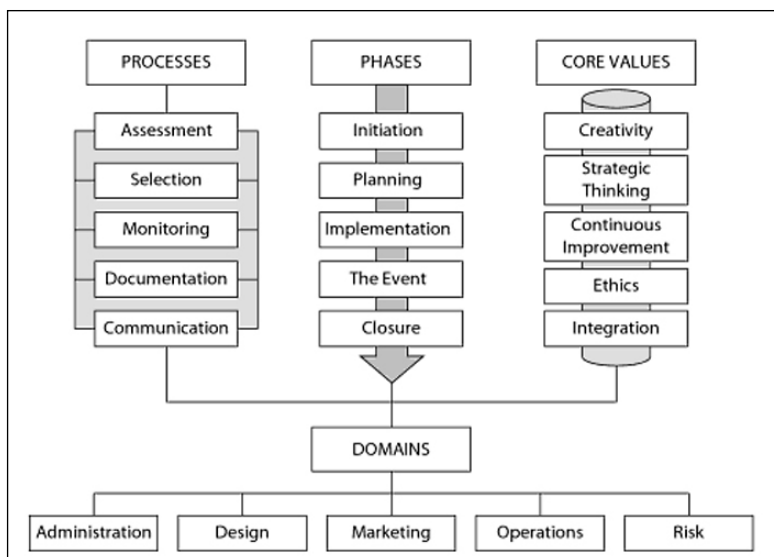 PROCESSES
PHASES
CORE VALUES
Assessment
Initiation
Creativity
Selection
Planning
Strategic
Thinking
Monitoring
Implementation
Continuous
Improvement
Documentation
The Event
Ethics
Communication
Closure
Integration
DOMAINS
Administration
Design
Marketing
Operations
Risk